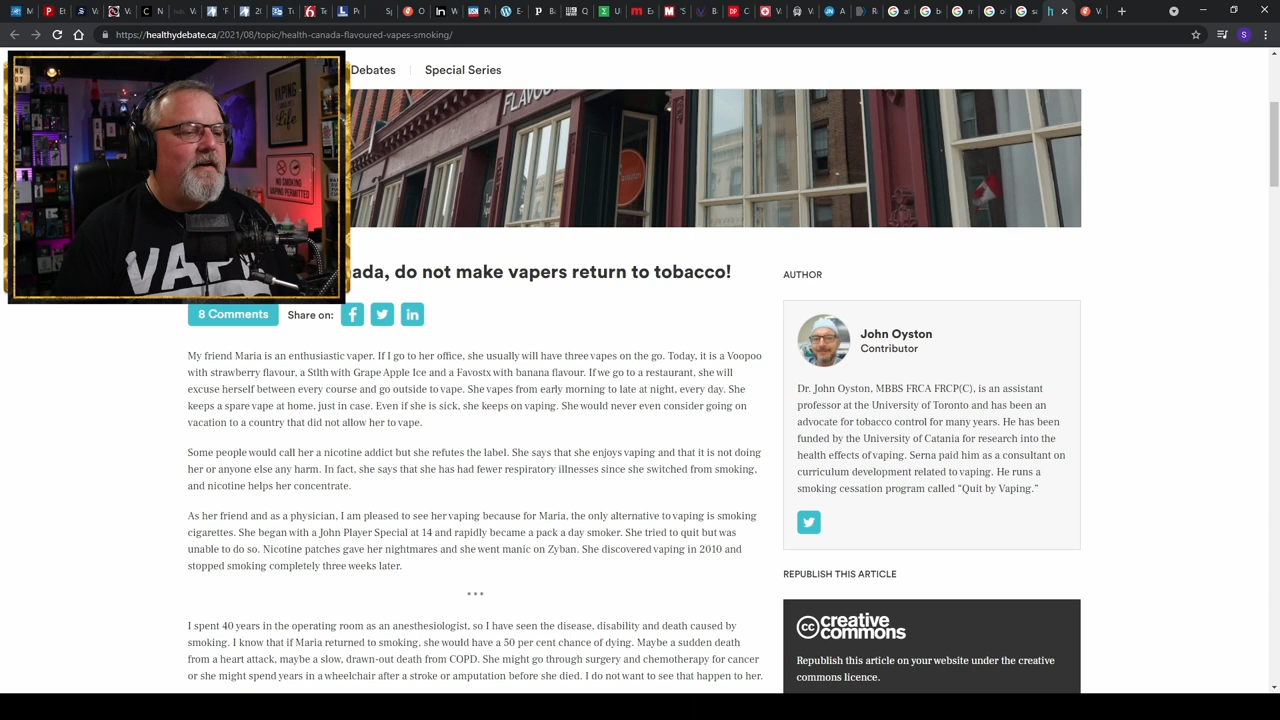 https://healthydebate.ca/2021/08/topic/health-canada-flavoured-vapes-smoking/
Debates
Special Series
FLAVOU
VAPING
Life
NO SMOKING
VAPING PERMITTED
VAPE
ada, do not make vapers return to tobacco!
8 Comments
Share on:
My friend Maria is an enthusiastic vaper. If I go to her office, she usually will have three vapes on the go. Today, it is a Voopoo
with strawberry flavour, a Stlth with Grape Apple Ice and a Favostx with banana flavour. If we go to a restaurant, she will
excuse herself between every course and go outside to vape. She vapes from early morning to late at night, every day. She
keeps a spare vape at home, just in case. Even if she is sick, she keeps on vaping. She would never even consider going on
vacation to a country that did not allow her to vape.
Some people would call her a nicotine addict but she refutes the label. She says that she enjoys vaping and that it is not doing
her or anyone else any harm. In fact, she says that she has had fewer respiratory illnesses since she switched from smoking,
and nicotine helps her concentrate.
As her friend and as a physician, I am pleased to see her vaping because for Maria, the only alternative to vaping is smoking
cigarettes. She began with a John Player Special at 14 and rapidly became a pack a day smoker. She tried to quit but was
unable to do so. Nicotine patches gave her nightmares and she went manic on Zyban. She discovered vaping in 2010 and
stopped smoking completely three weeks later.
***
I spent 40 years in the operating room as an anesthesiologist, so I have seen the disease, disability and death caused by
smoking. I know that if Maria returned to smoking, she would have a 50 per cent chance of dying. Maybe a sudden death
from a heart attack, maybe a slow, drawn-out death from COPD. She might go through surgery and chemotherapy for cancer
or she might spend years in a wheelchair after a stroke or amputation before she died. I do not want to see that happen to her.
AUTHOR
John Oyston
Contributor
Dr. John Oyston, MBBS FRCA FRCP(C), is an assistant
professor at the University of Toronto and has been an
advocate for tobacco control for many years. He has been
funded by the University of Catania for research into the
health effects of vaping. Serna paid him as a consultant on
curriculum development related to vaping. He runs a
smoking cessation program called “Quit by Vaping.”
REPUBLISH THIS ARTICLE
cc creative
commons
Republish this article on your website under the creative
commons licence.